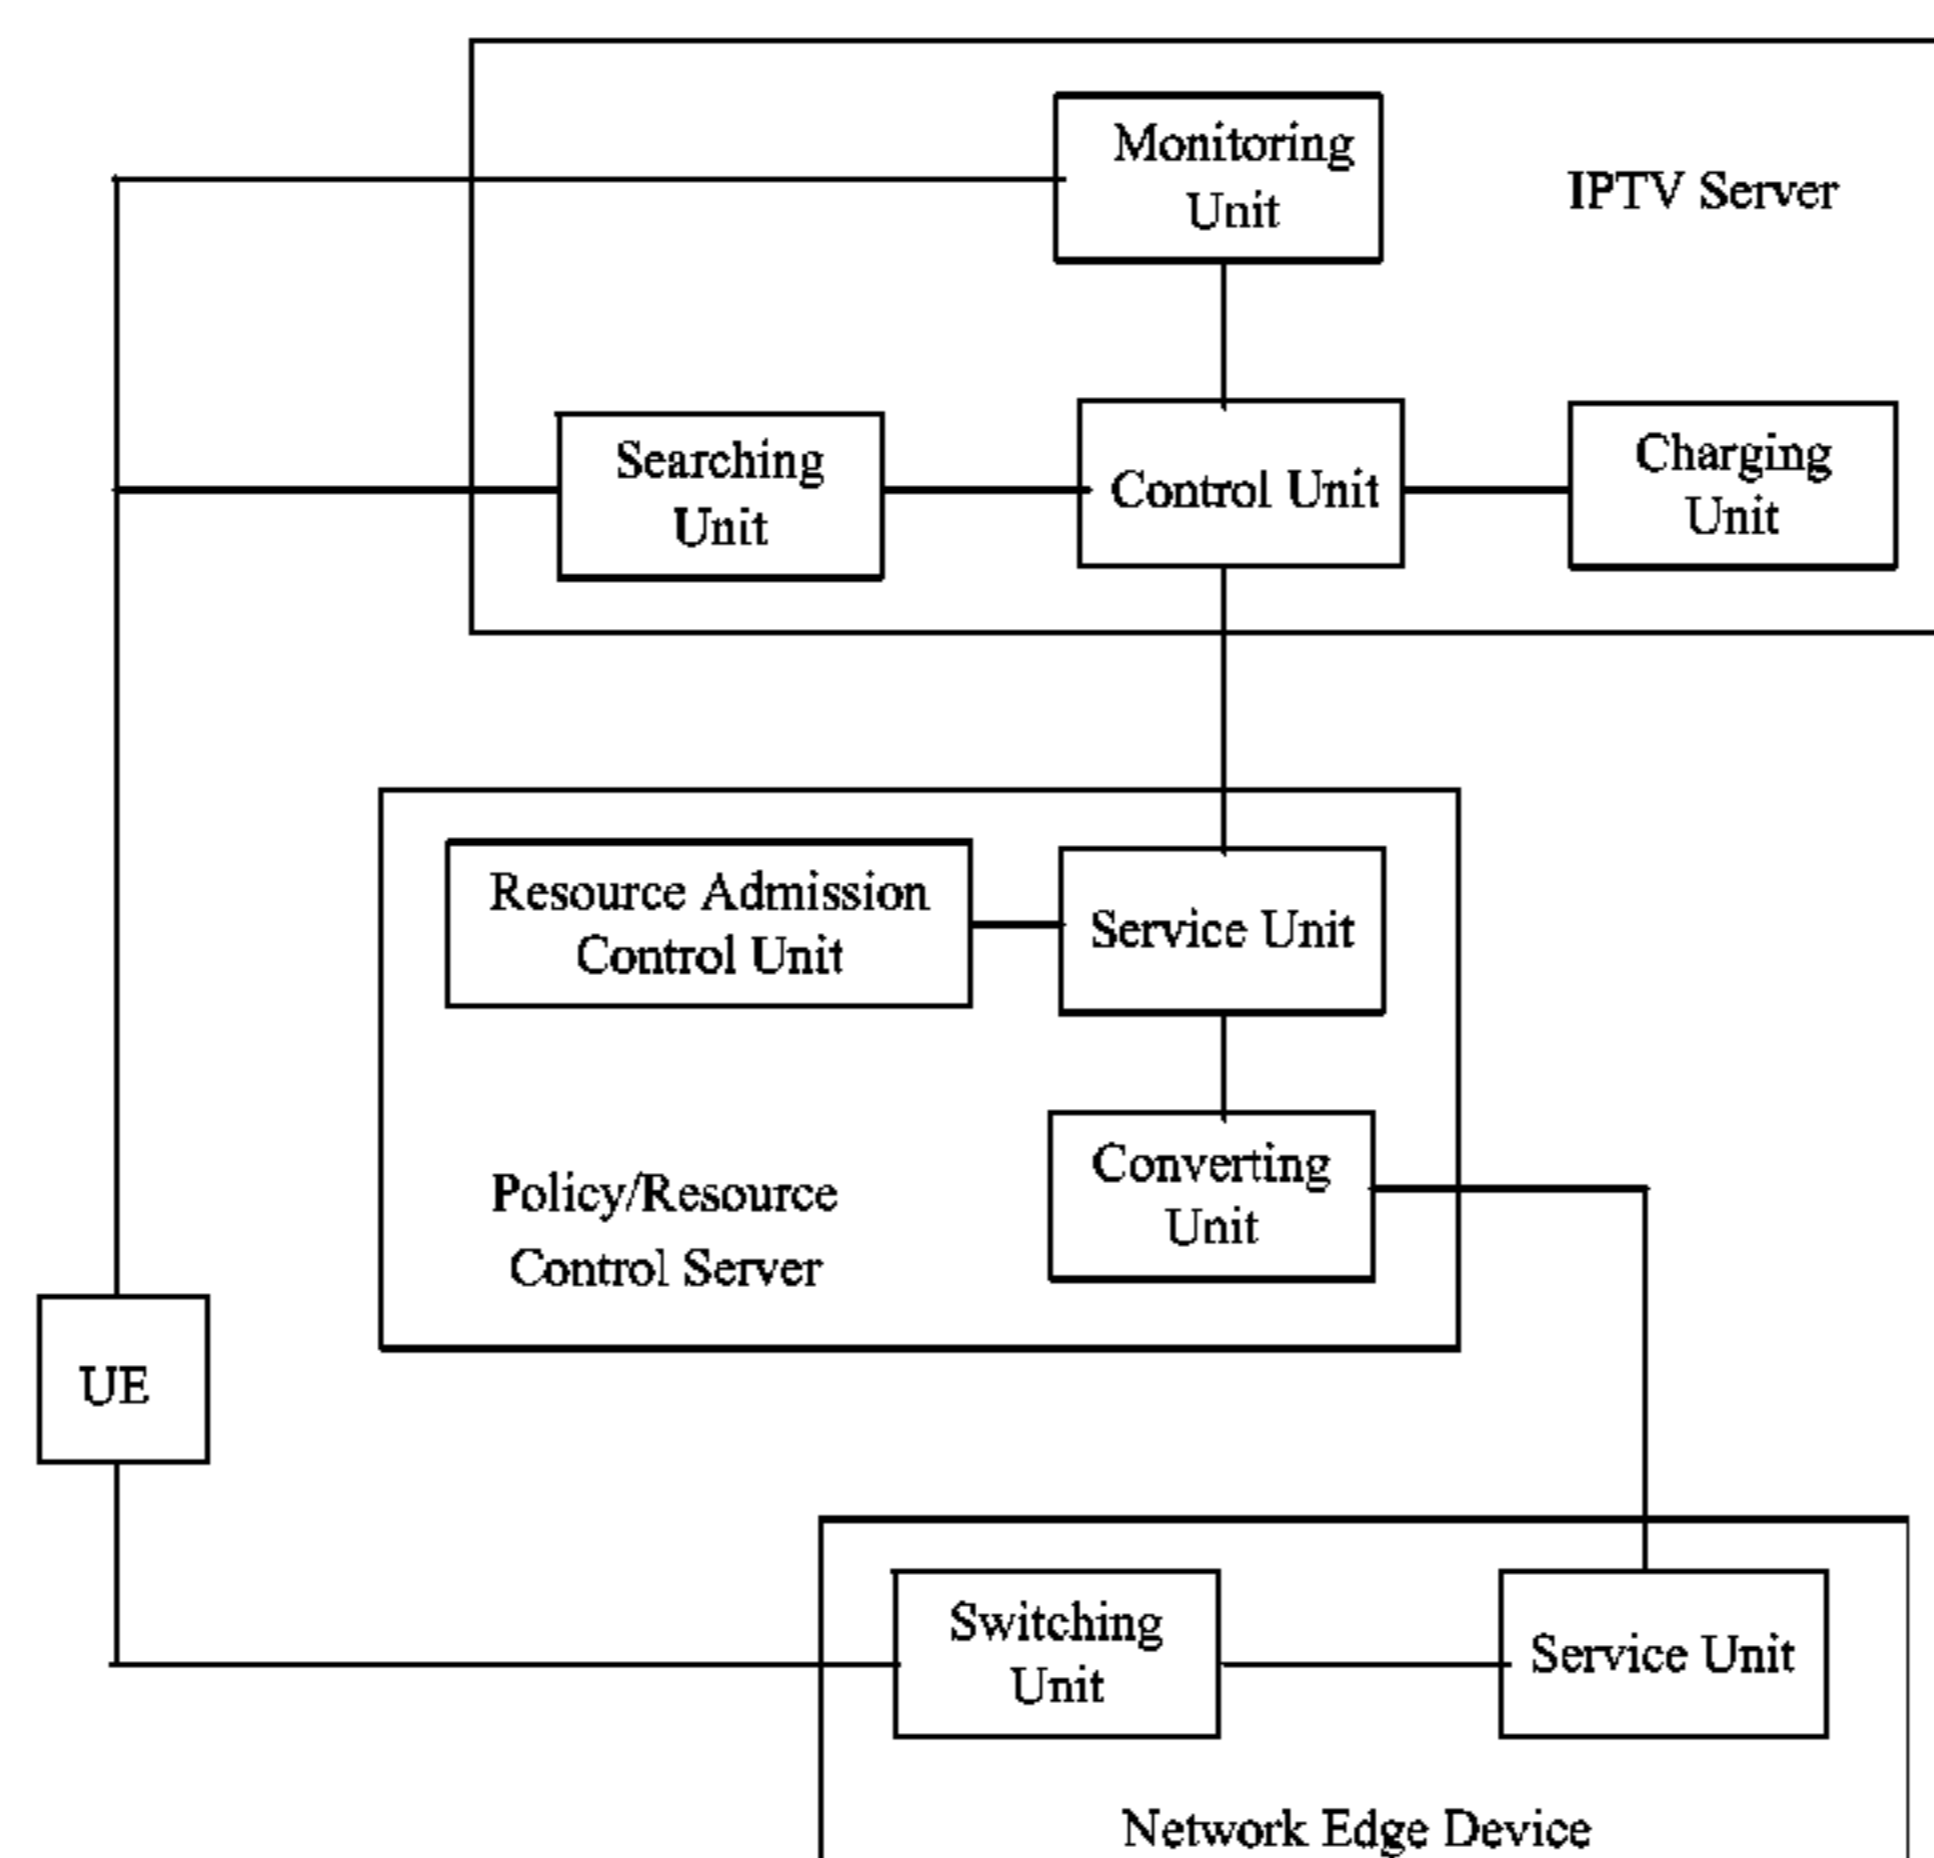 Monitoring
Unit
IPTV Server
Searching
Unit
Control Unit
Charging
Unit
Resource Admission
Control Unit
Service Unit
Converting
Unit
Policy/Resource
Control Server
UE
Switching
Unit
Service Unit
Network Edge Device